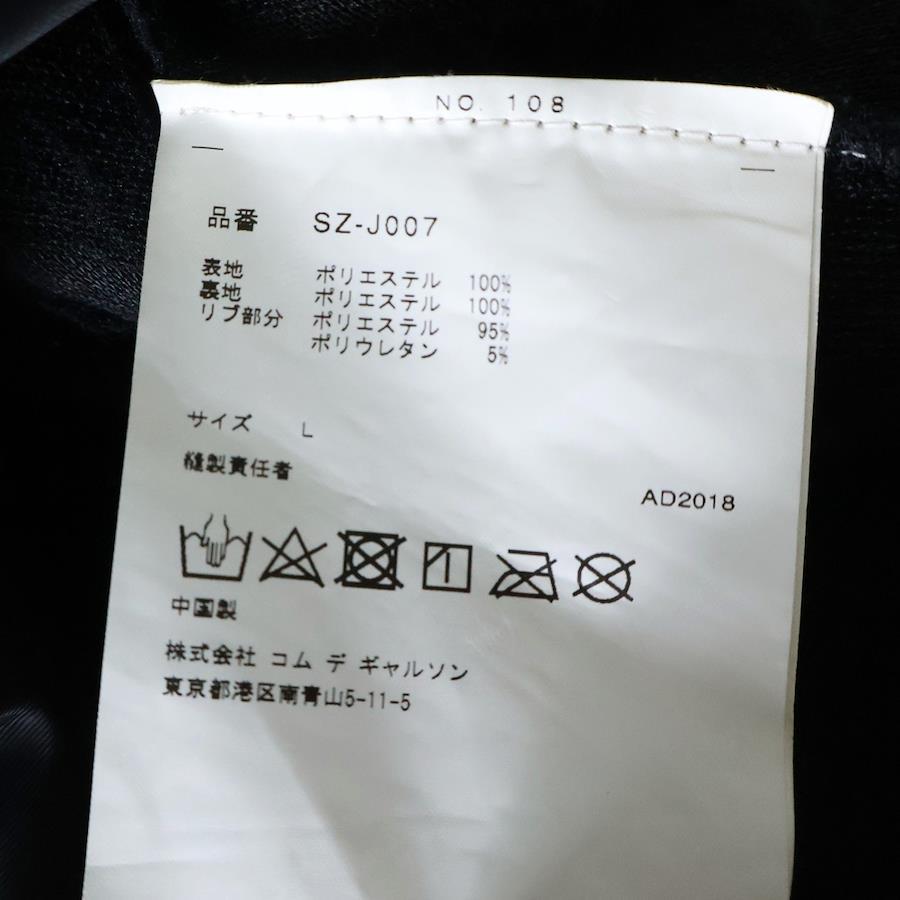 NO. 108
品番 SZ-J007
表地 ポリエステル 100%
裏地 ポリエステル 100%
リブ部分 ポリエステル 95%
ポリウレタン 5%
サイズ L
縫製責任者
AD2018
中国製
株式会社 コム デ ギャルソン
東京都港区南青山5-11-5